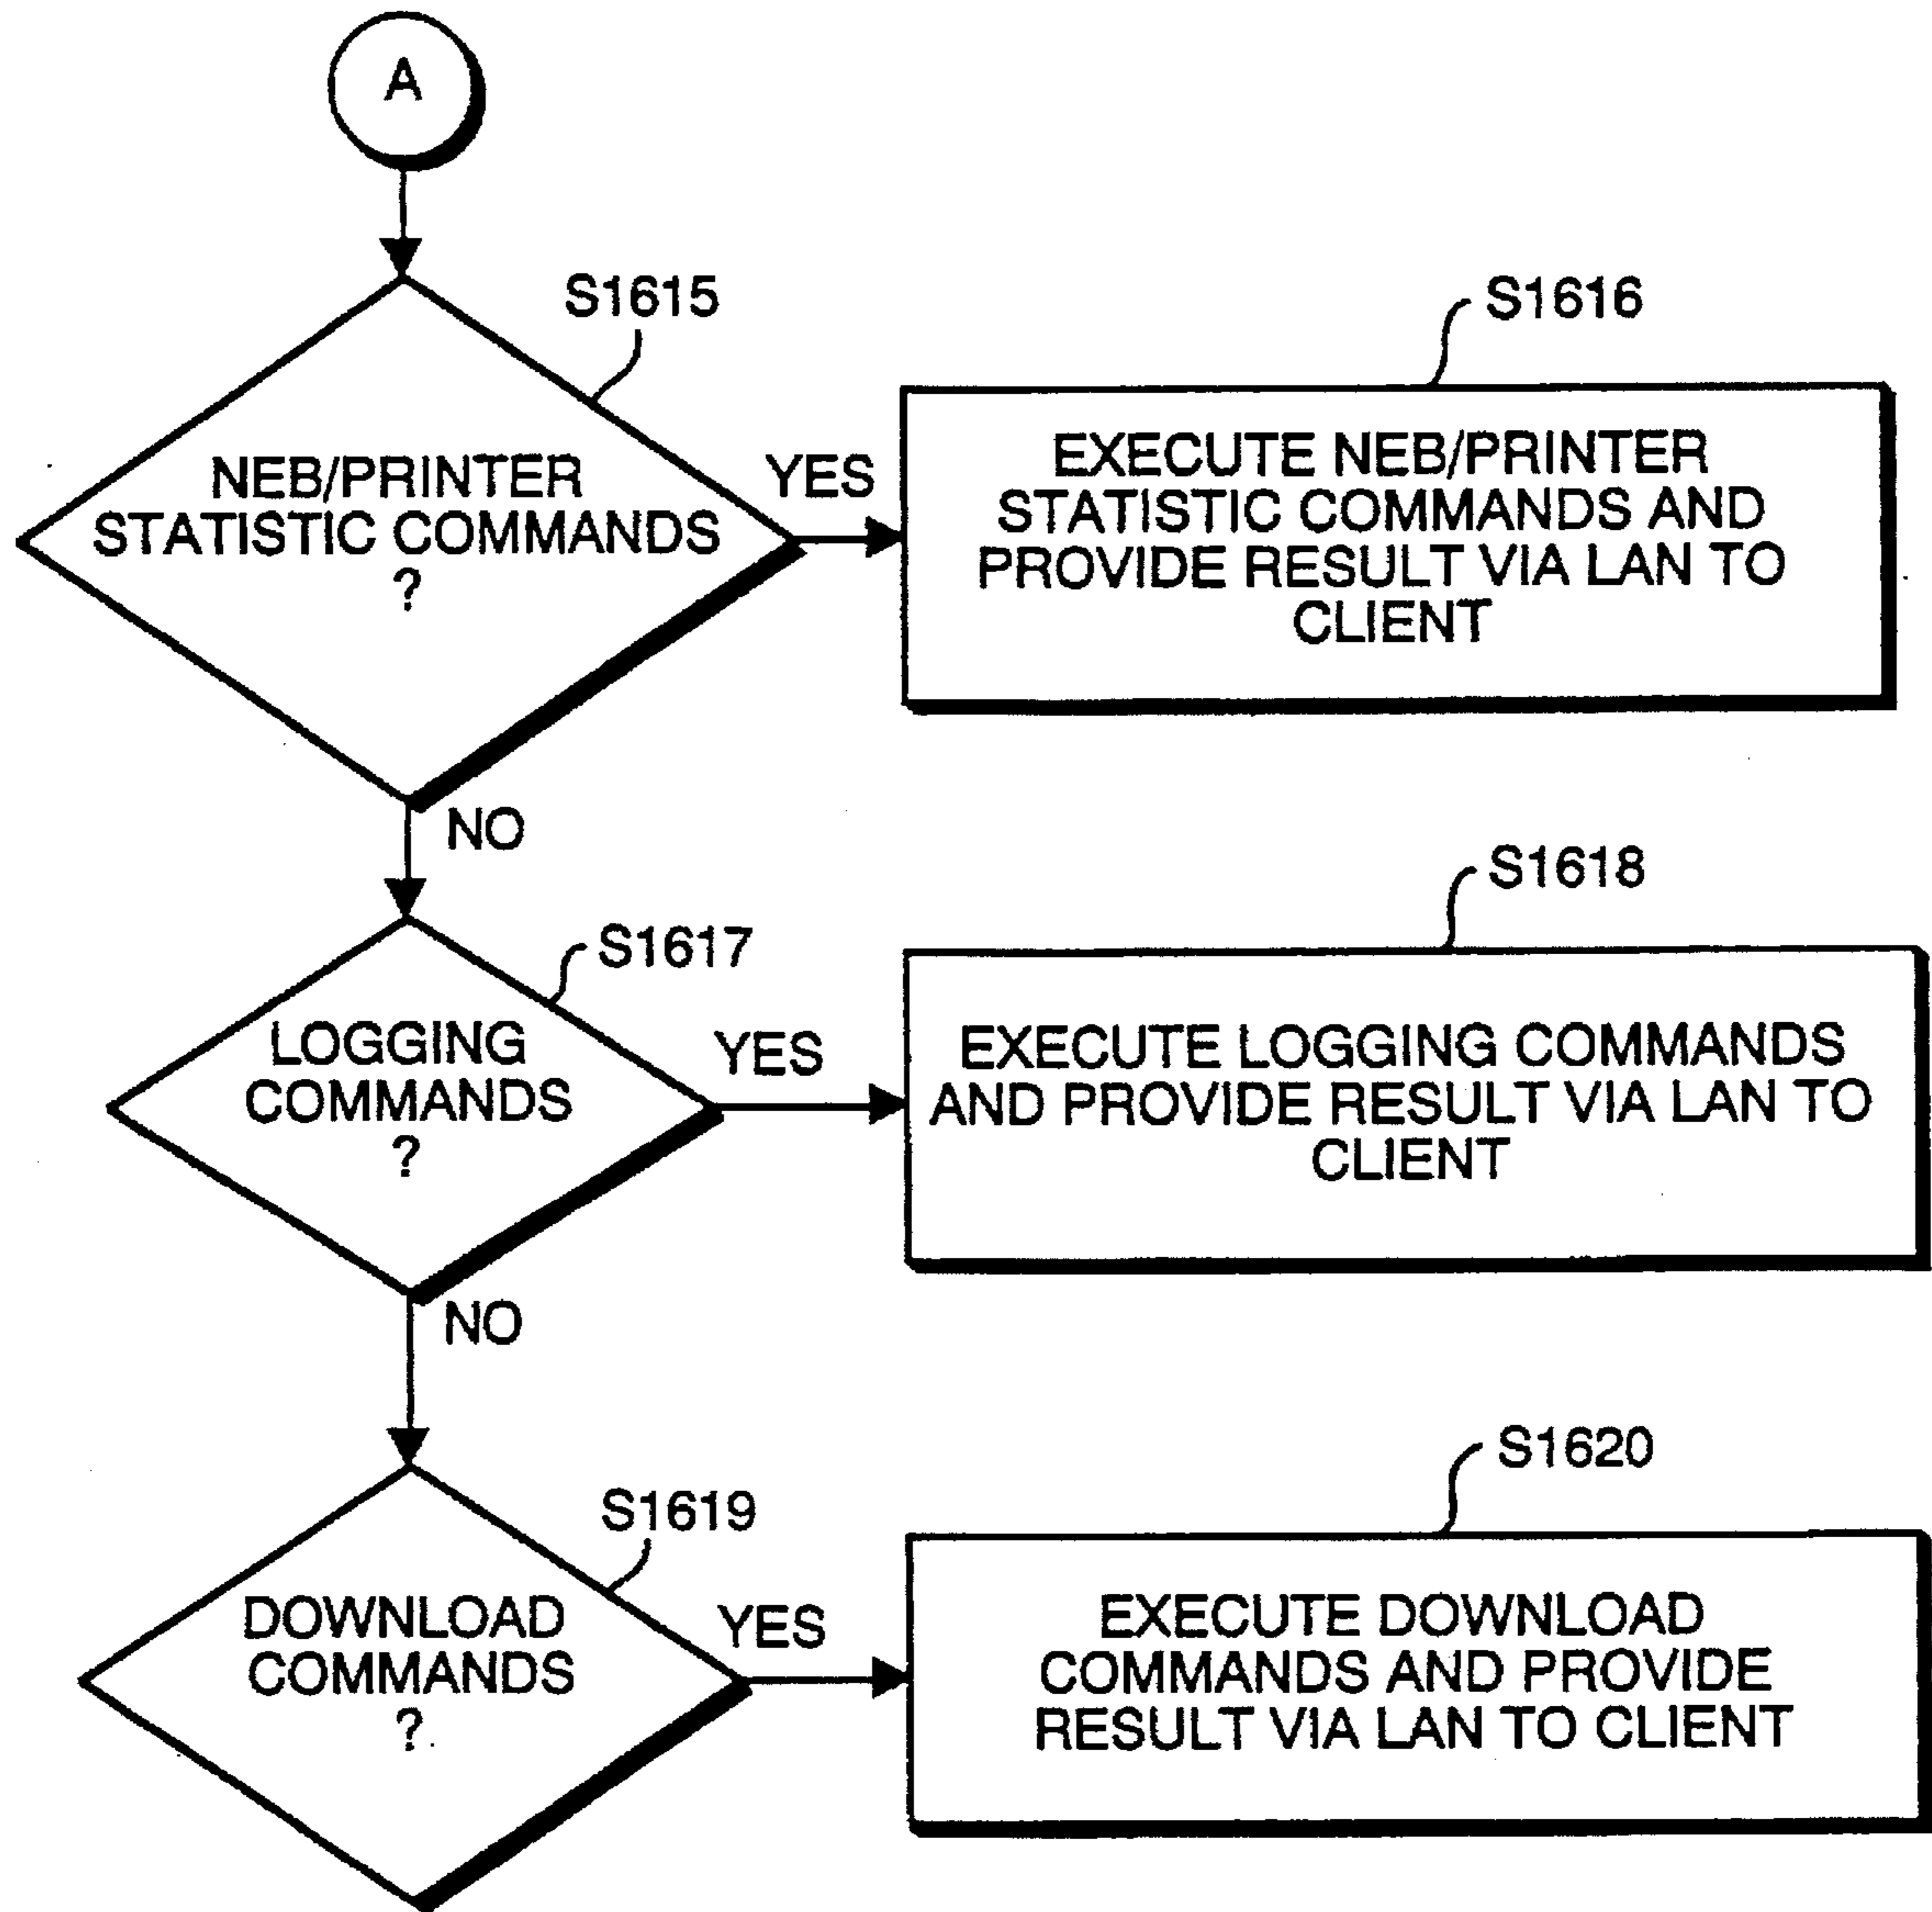 A
S1615
NEB/PRINTER
STATISTIC COMMANDS
?
YES
S1616
EXECUTE NEB/PRINTER
STATISTIC COMMANDS AND
PROVIDE RESULT VIA LAN TO
CLIENT
NO
S1617
LOGGING
COMMANDS
?
YES
S1618
EXECUTE LOGGING COMMANDS
AND PROVIDE RESULT VIA LAN TO
CLIENT
NO
S1619
DOWNLOAD
COMMANDS
?
YES
S1620
EXECUTE DOWNLOAD
COMMANDS AND PROVIDE
RESULT VIA LAN TO CLIENT